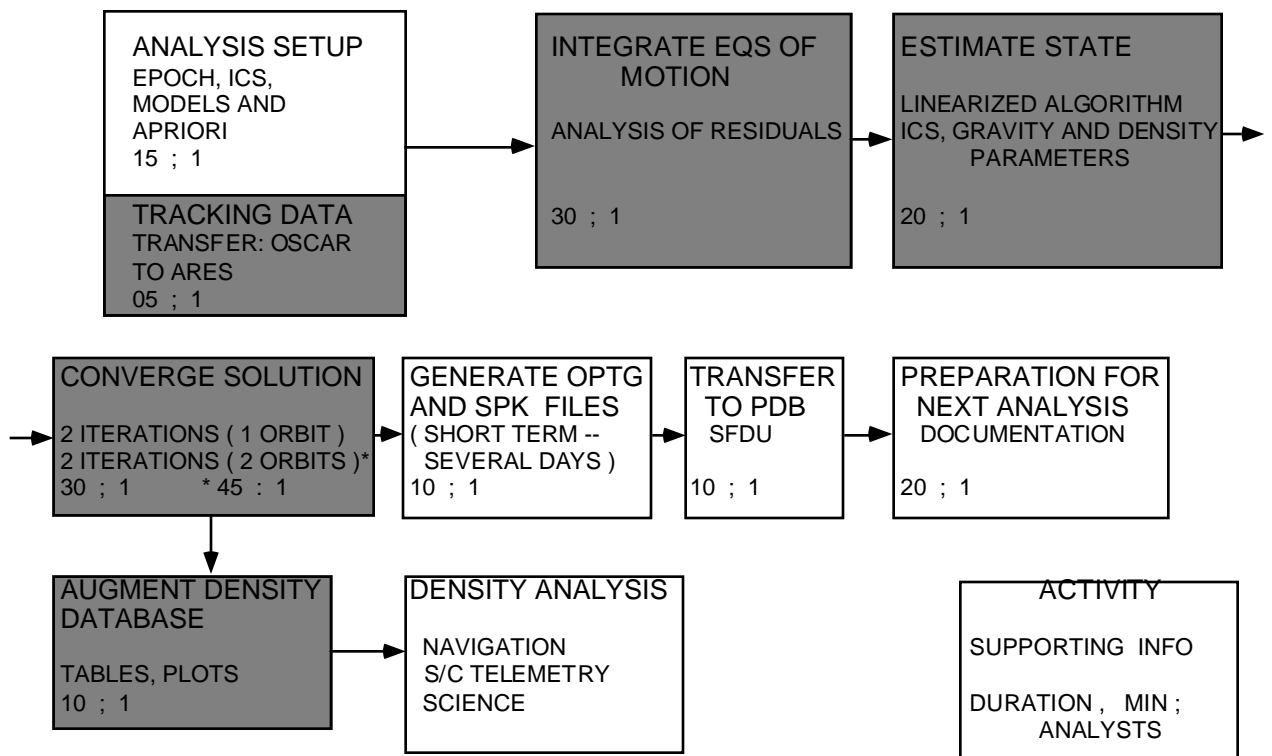 ANALYSIS SETUP
EPOCH, ICS,
MODELS AND
APRIORI
15 ; 1
TRACKING DATA
TRANSFER: OSCAR
TO ARES
05 ; 1
INTEGRATE EQS OF
MOTION
ANALYSIS OF RESIDUALS
30 ; 1
ESTIMATE STATE
LINEARIZED ALGORITHM
ICS, GRAVITY AND DENSITY
PARAMETERS
20 ; 1
CONVERGE SOLUTION
2 ITERATIONS ( 1 ORBIT )
2 ITERATIONS ( 2 ORBITS )*
30 ; 1 * 45 : 1
GENERATE OPTG
AND SPK FILES
( SHORT TERM --
SEVERAL DAYS )
10 ; 1
TRANSFER
TO PDB
SFDU
10 ; 1
PREPARATION FOR
NEXT ANALYSIS
DOCUMENTATION
20 ; 1
AUGMENT DENSITY
DATABASE
TABLES, PLOTS
10 ; 1
DENSITY ANALYSIS
NAVIGATION
S/C TELEMETRY
SCIENCE
ACTIVITY
SUPPORTING INFO
DURATION , MIN ;
ANALYSTS